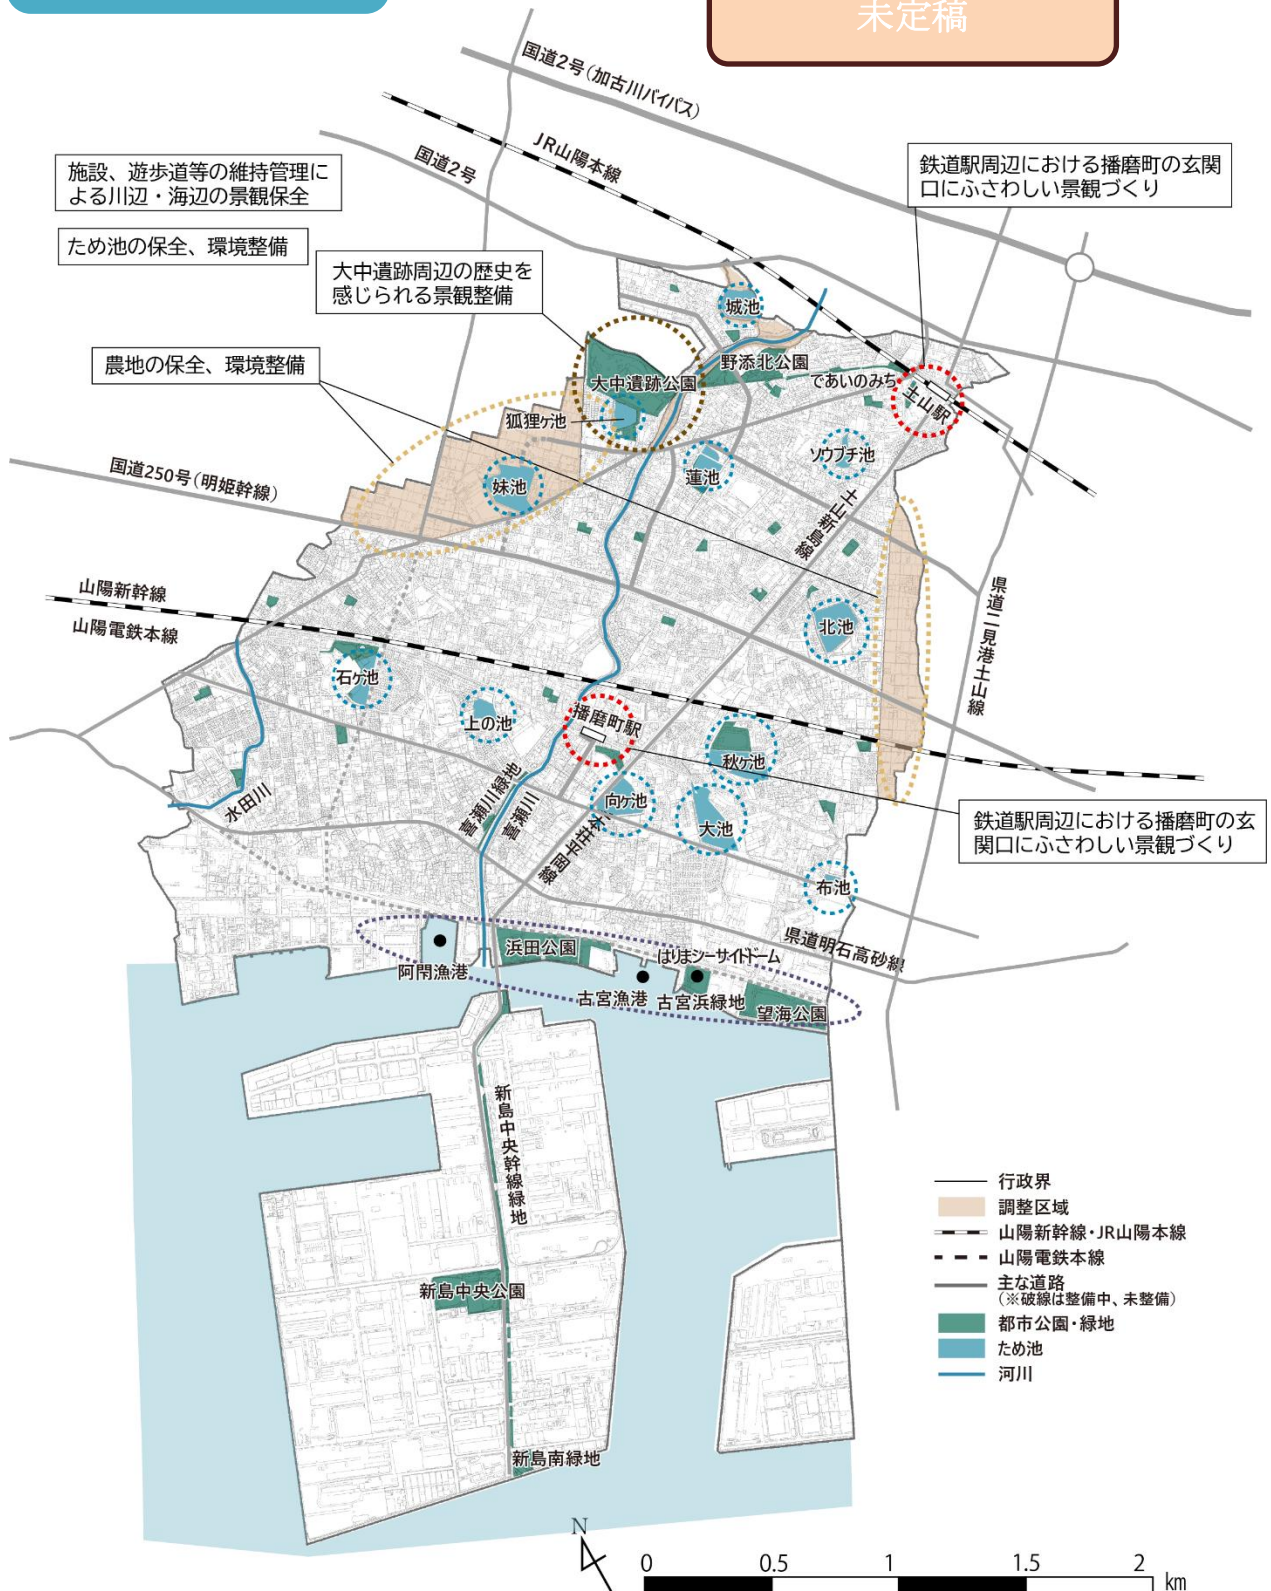 未定稿
国道2号（加古川バイパス）
JR山陽本線
国道2号
施設、遊歩道等の維持管理に
よる川辺・海辺の景観保全
鉄道駅周辺における播磨町の玄関
口にふさわしい景観づくり
ため池の保全、環境整備
大中遺跡周辺の歴史を
感じられる景観整備
農地の保全、環境整備
城池
野添北公園
大中遺跡公園
であいのみち
土山駅
狐狸ヶ池
ソウブチ池
蓮池
妹池
国道250号（明姫幹線）
土山新島線
山陽新幹線
山陽電鉄本線
県道二見港土山線
北池
石ヶ池
上の池
播磨町駅
秋ヶ池
向ヶ池
大池
水田川
喜瀬川緑地
喜瀬川
本荘平岡線
鉄道駅周辺における播磨町の玄
関口にふさわしい景観づくり
布池
県道明石高砂線
浜田公園
はりまシーサイドドーム
阿閇漁港
古宮漁港
古宮浜緑地
望海公園
新島中央幹線緑地
新島中央公園
新島南緑地
行政界
調整区域
山陽新幹線・JR山陽本線
山陽電鉄本線
主な道路
（※破線は整備中、未整備）
都市公園・緑地
ため池
河川
N
0 0.5 1 1.5 2 km